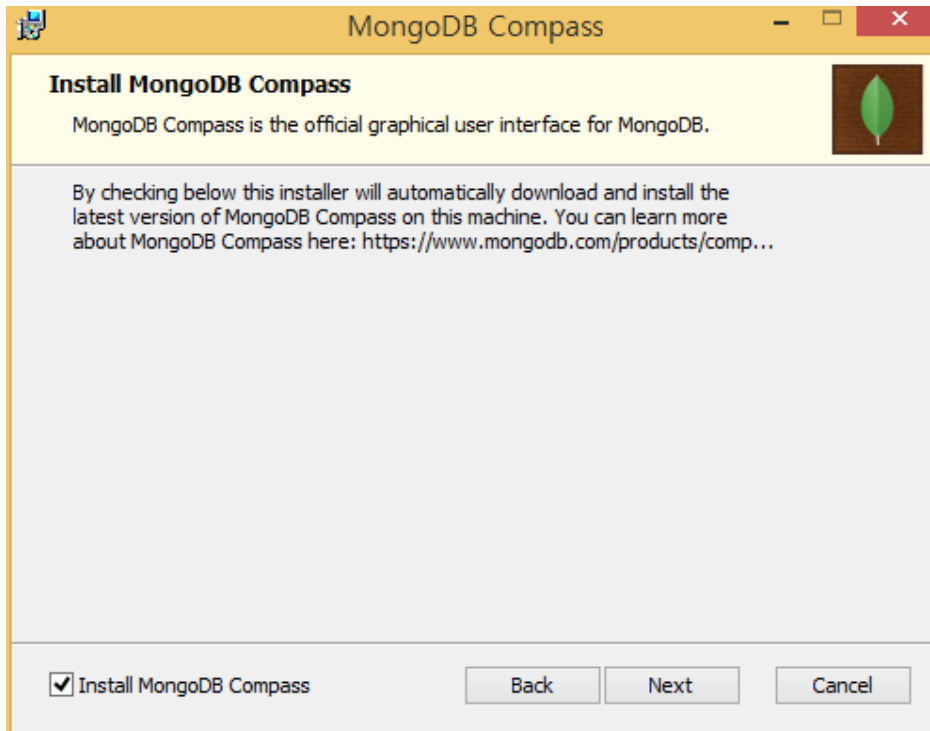 MongoDB Compass
Install MongoDB Compass
MongoDB Compass is the official graphical user interface for MongoDB.
By checking below this installer will automatically download and install the
latest version of MongoDB Compass on this machine. You can learn more
about MongoDB Compass here: https://www.mongodb.com/products/comp...
Install MongoDB Compass Back Next Cancel